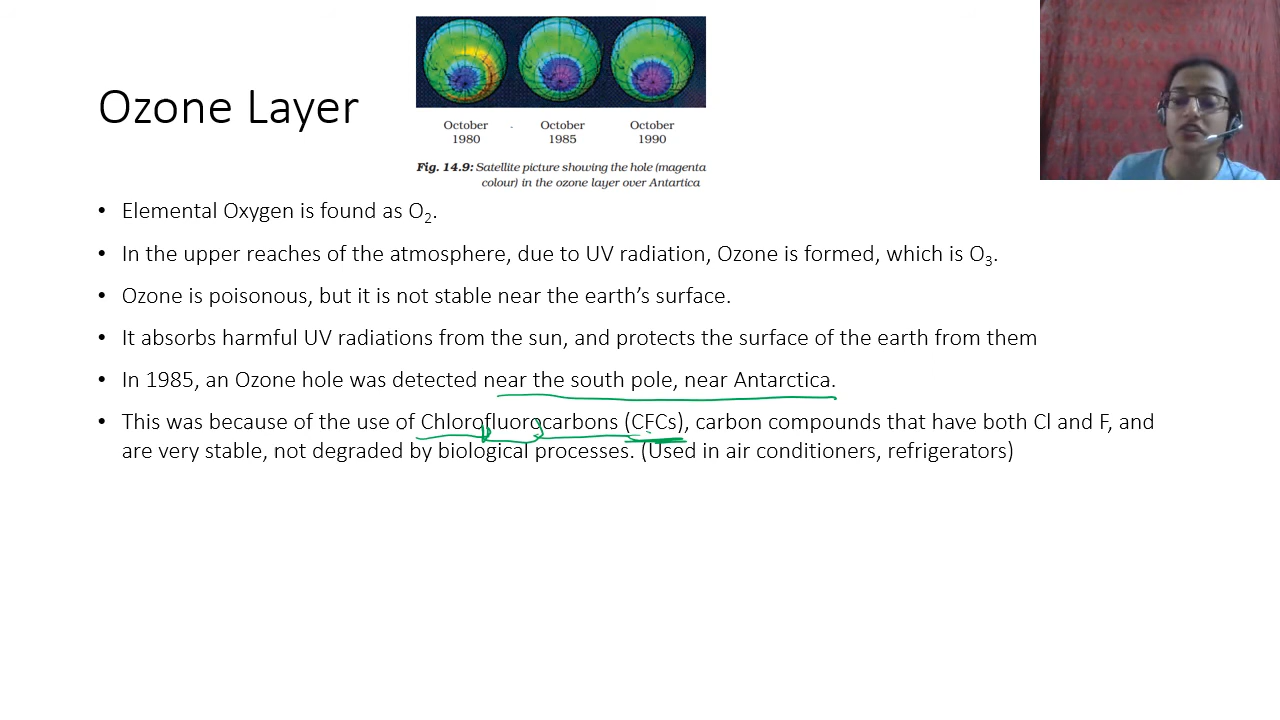 Ozone Layer
October
1980
October
1985
October
1990
Fig. 14.9: Satellite picture showing the hole (magenta
colour) in the ozone layer over Antartica
• Elemental Oxygen is found as O₂.
• In the upper reaches of the atmosphere, due to UV radiation, Ozone is formed, which is O₃.
• Ozone is poisonous, but it is not stable near the earth’s surface.
• It absorbs harmful UV radiations from the sun, and protects the surface of the earth from them
• In 1985, an Ozone hole was detected near the south pole, near Antarctica.
• This was because of the use of Chlorofluorocarbons (CFCs), carbon compounds that have both Cl and F, and
are very stable, not degraded by biological processes. (Used in air conditioners, refrigerators)